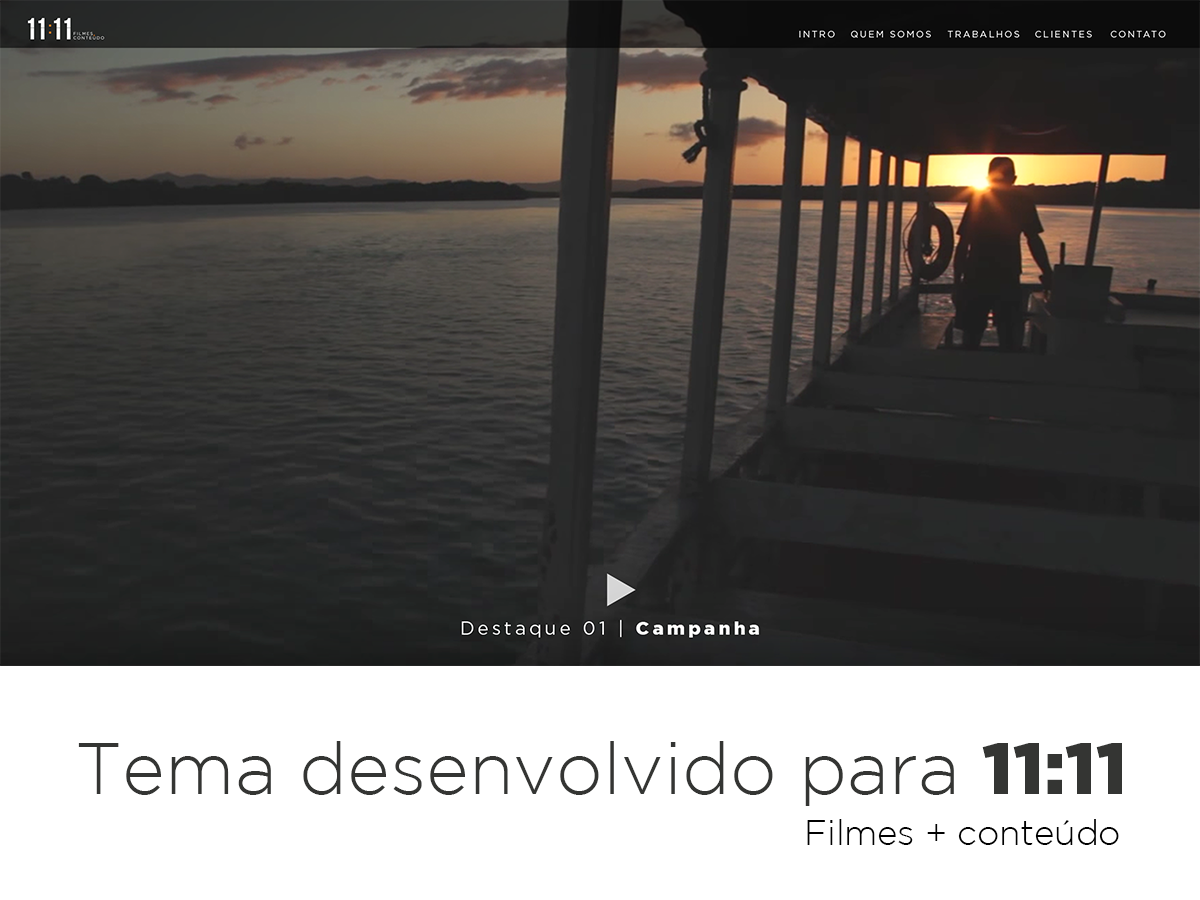 11:11 FILMES,
CONTEÚDO
INTRO QUEM SOMOS TRABALHOS CLIENTES CONTATO
Destaque 01 | Campanha
Tema desenvolvido para 11:11
Filmes + conteúdo